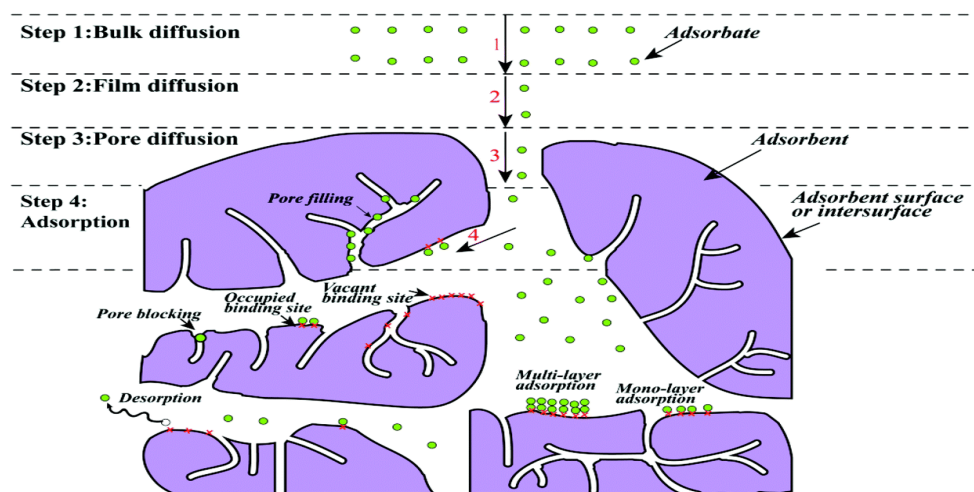 Step 1:Bulk diffusion
1
Adsorbate
Step 2:Film diffusion
2
Step 3:Pore diffusion
3
Adsorbent
Step 4:
Adsorption
Pore filling
4
Adsorbent surface
or intersurface
Vacant
binding site
Occupied
binding site
Pore blocking
Multi-layer
adsorption
Mono-layer
adsorption
Desorption